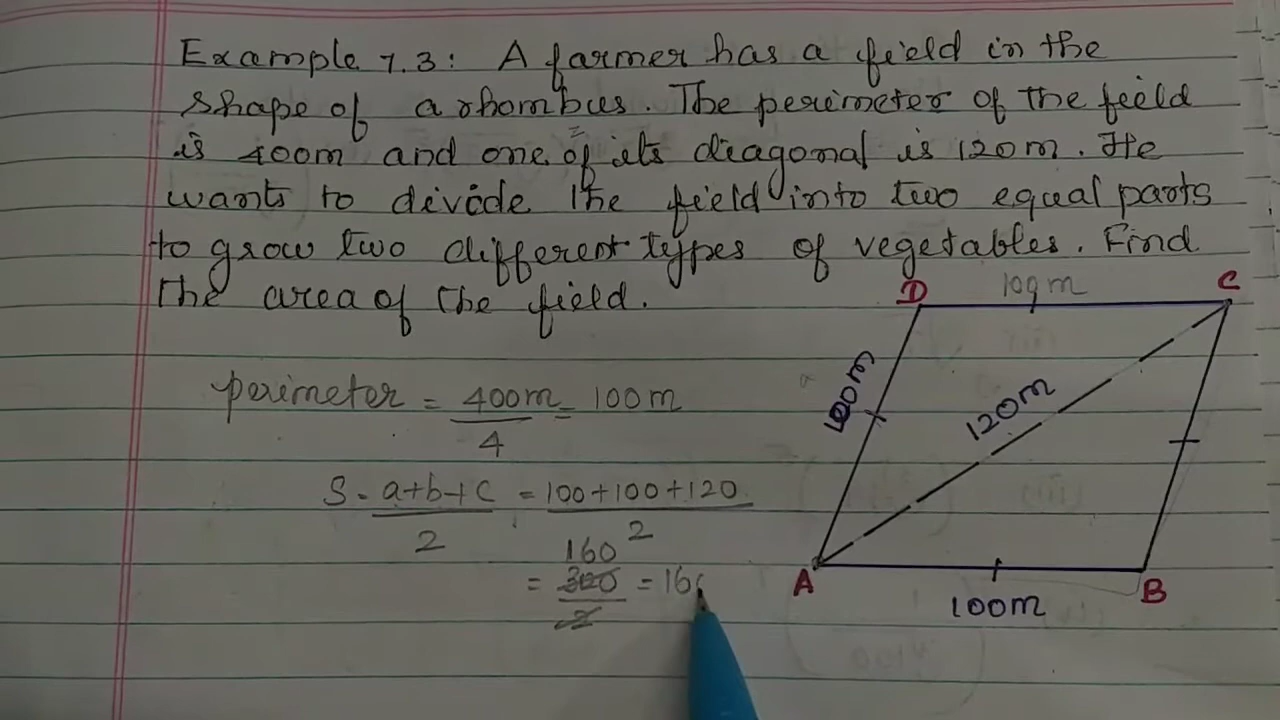 Example 7.3: A farmer has a field in the
shape of a rhombus. The perimeter of the field
is 400m and one of its diagonal is 120m. He
wants to divide the field into two equal parts
to grow two different types of vegetables. Find
the area of the field.
D 100m C
perimeter = 400m = 100m
4
100m
120m
S = a+b+c = 100+100+120
2 2
160
= 320 = 16
2
A B
100m